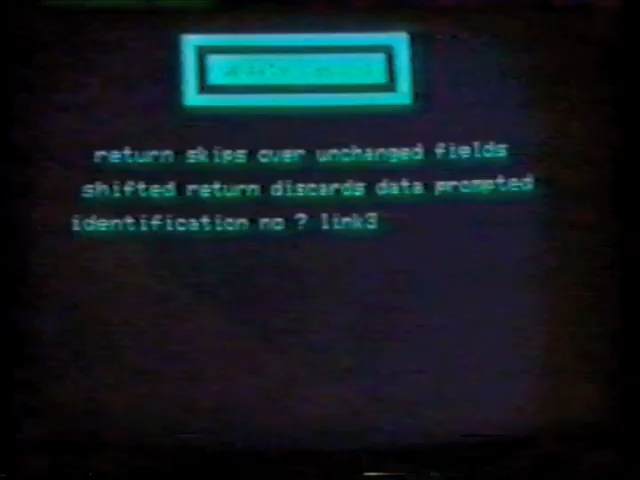 return skips over unchanged fields
shifted return discards data prompted
identification no ? link3